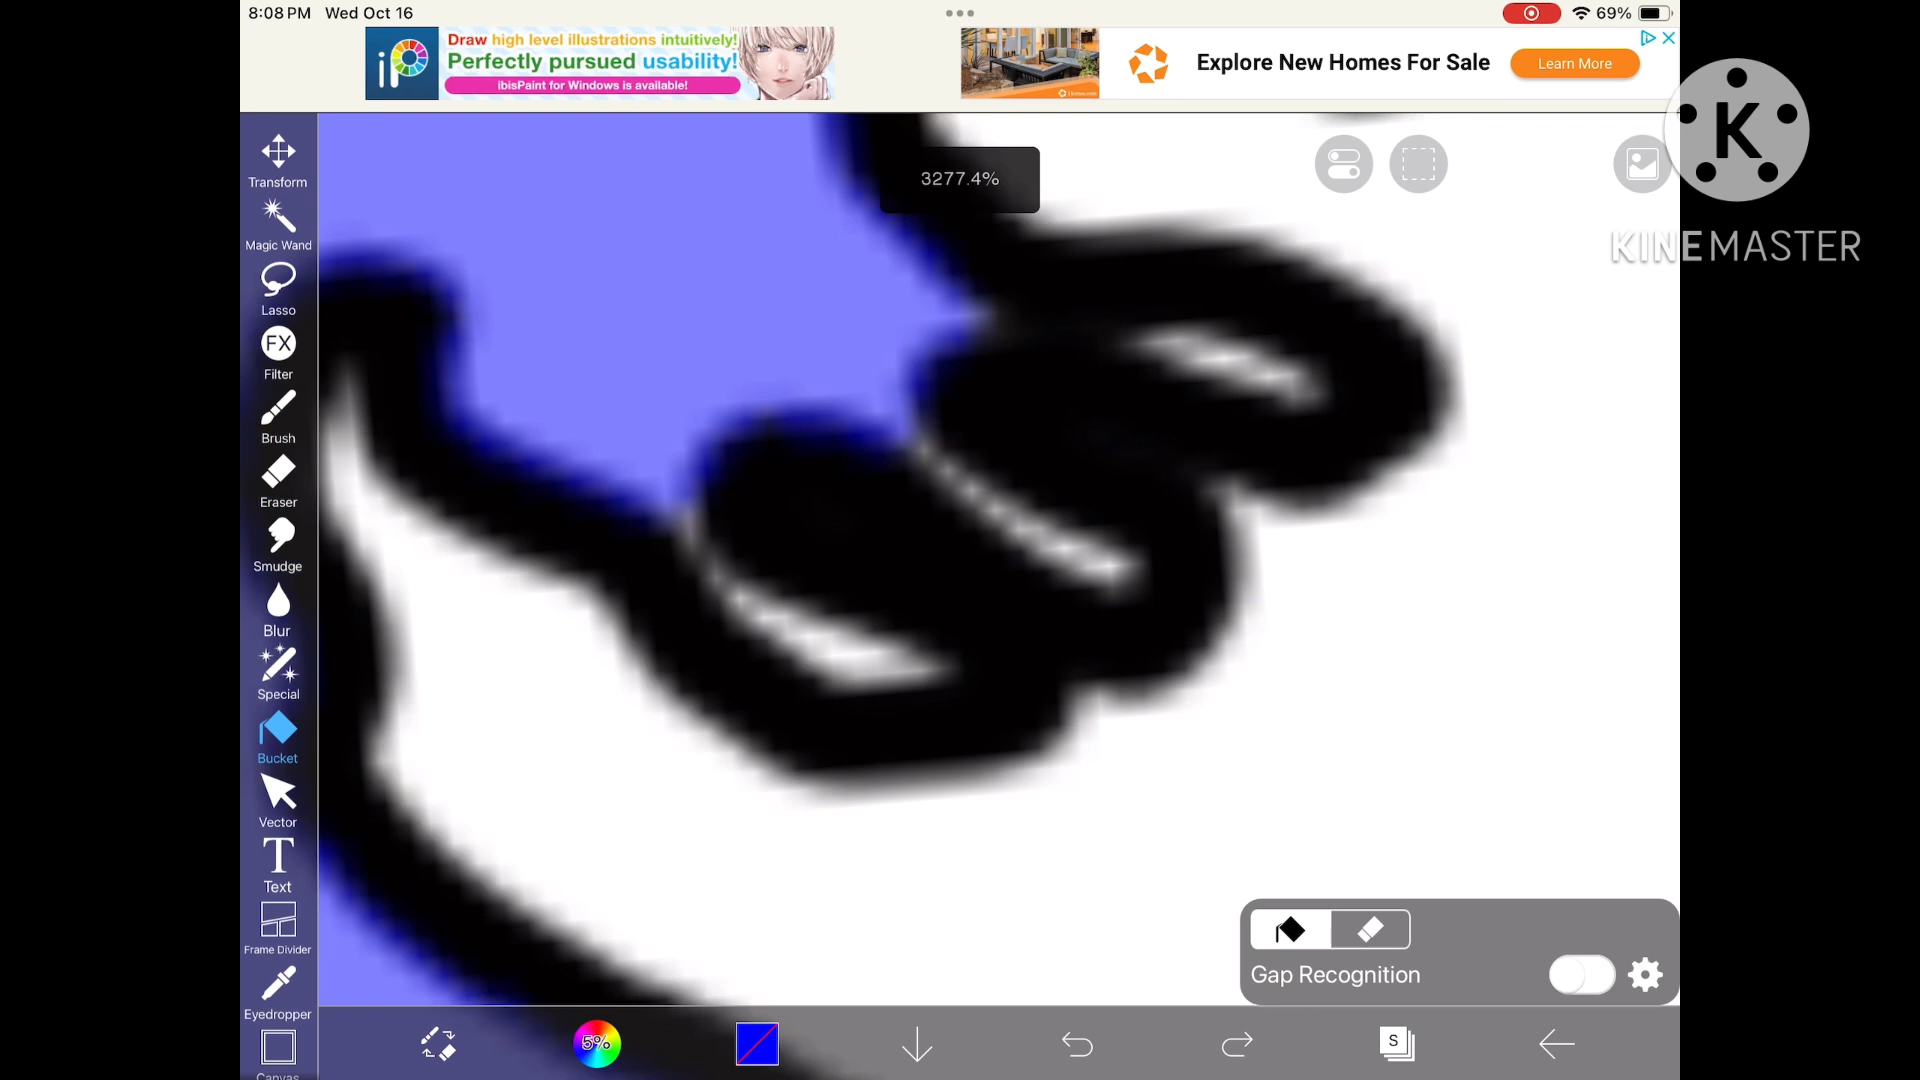 8:08 PM Wed Oct 16
69%
Draw high level illustrations intuitively!
Perfectly pursued usability!
ibisPaint for Windows is available!
Explore New Homes For Sale
Learn More
K
KINEMASTER
3277.4%
Transform
Magic Wand
Lasso
FX
Filter
Brush
Eraser
Smudge
Blur
Special
Bucket
Vector
T
Text
Frame Divider
Eyedropper
Canvas
Gap Recognition
5%
S